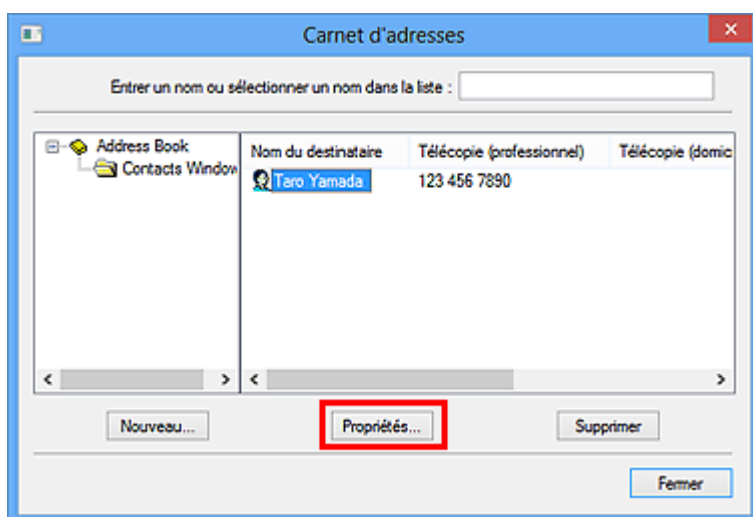 Carnet d'adresses
Entrer un nom ou sélectionner un nom dans la liste :
Address Book
Contacts Window
Nom du destinataire Télécopie (professionnel) Télécopie (domic
Taro Yamada 123 456 7890
Nouveau... Propriétés... Supprimer
Fermer